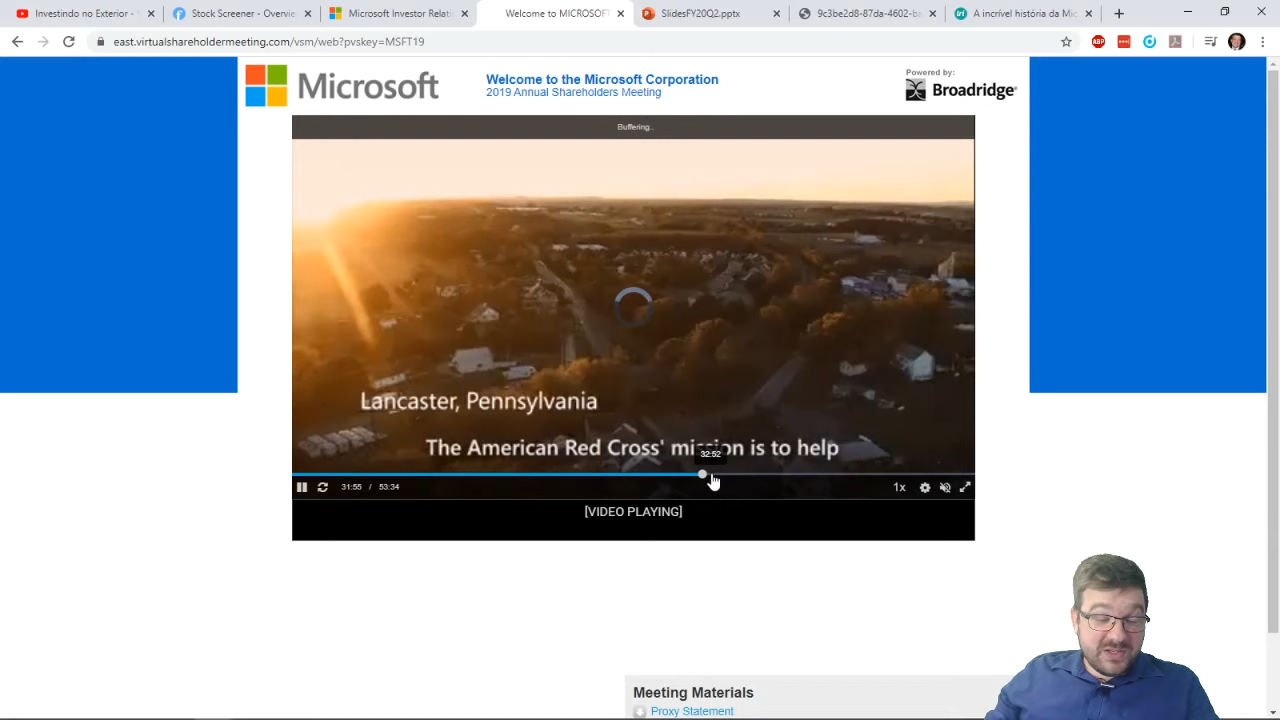 Investindo no Exterior -
Stock Screener - Overvie
Microsoft Investor Relati
Welcome to MICROSOFT
SlidesFY20Q2.pptx
9c3be2d8-87da-4602-ba
A incrível história da Mic
east.virtualshareholdermeeting.com/vsm/web?pvskey=MSFT19
ABP
Microsoft
Welcome to the Microsoft Corporation
2019 Annual Shareholders Meeting
Powered by:
Broadridge
Buffering..
Lancaster, Pennsylvania
The American Red Cross' mission is to help
32:52
31:55 / 53:34
1x
[VIDEO PLAYING]
Meeting Materials
Proxy Statement